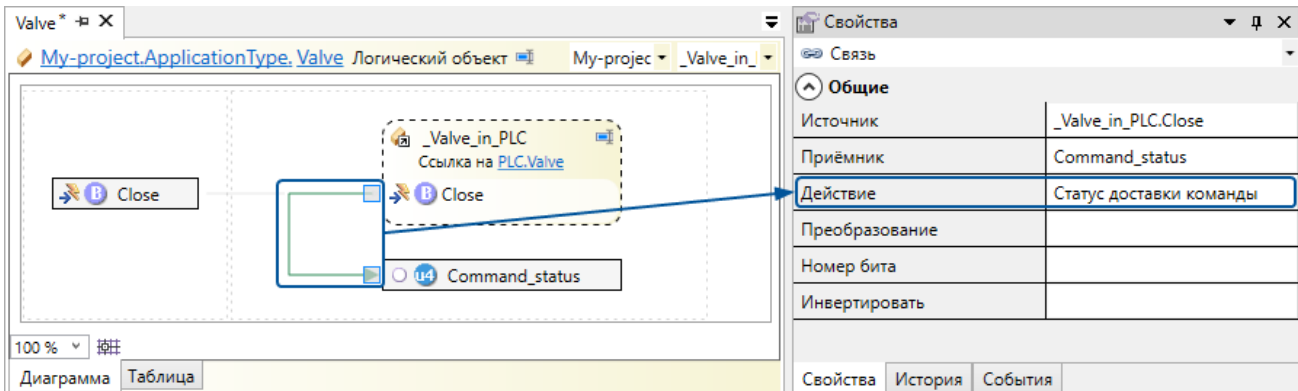 Valve*
My-project.ApplicationType. Valve Логический объект My-projec _Valve_in_
_Valve_in_PLC
Ссылка на PLC.Valve
B Close
B Close
u4 Command_status
100 %
Диаграмма Таблица
Свойства
Связь
Общие
Источник _Valve_in_PLC.Close
Приёмник Command_status
Действие Статус доставки команды
Преобразование
Номер бита
Инвертировать
Свойства История События